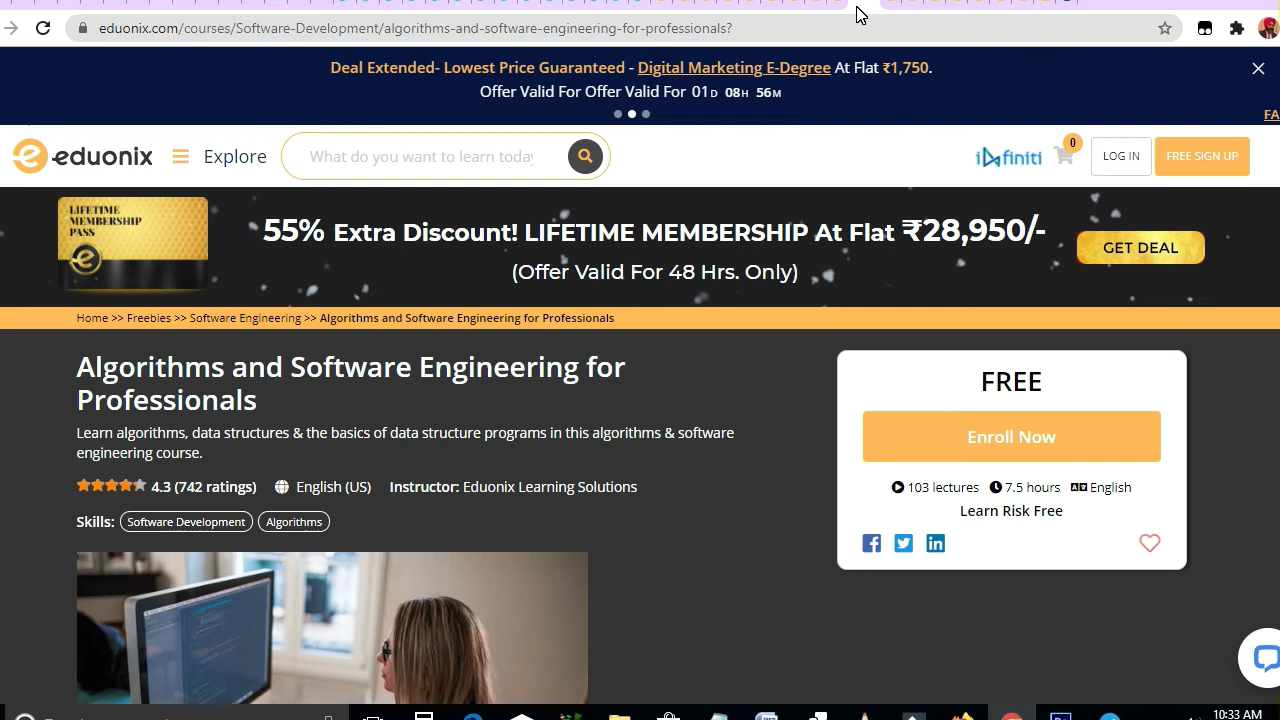 eduonix.com/courses/Software-Development/algorithms-and-software-engineering-for-professionals?
Deal Extended- Lowest Price Guaranteed - Digital Marketing E-Degree At Flat ₹1,750.
Offer Valid For Offer Valid For 01D 08H 56M
FA
eduonix
Explore
What do you want to learn today
infiniti
0
LOG IN
FREE SIGN UP
LIFETIME
MEMBERSHIP
PASS
55% Extra Discount! LIFETIME MEMBERSHIP At Flat ₹28,950/-
(Offer Valid For 48 Hrs. Only)
GET DEAL
Home >> Freebies >> Software Engineering >> Algorithms and Software Engineering for Professionals
Algorithms and Software Engineering for
Professionals
Learn algorithms, data structures & the basics of data structure programs in this algorithms & software
engineering course.
4.3 (742 ratings) English (US) Instructor: Eduonix Learning Solutions
Skills: Software Development Algorithms
FREE
Enroll Now
103 lectures 7.5 hours English
Learn Risk Free
10:33 AM